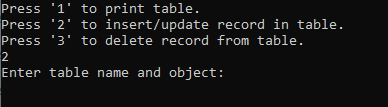 Press '1' to print table.
Press '2' to insert/update record in table.
Press '3' to delete record from table.
2
Enter table name and object: